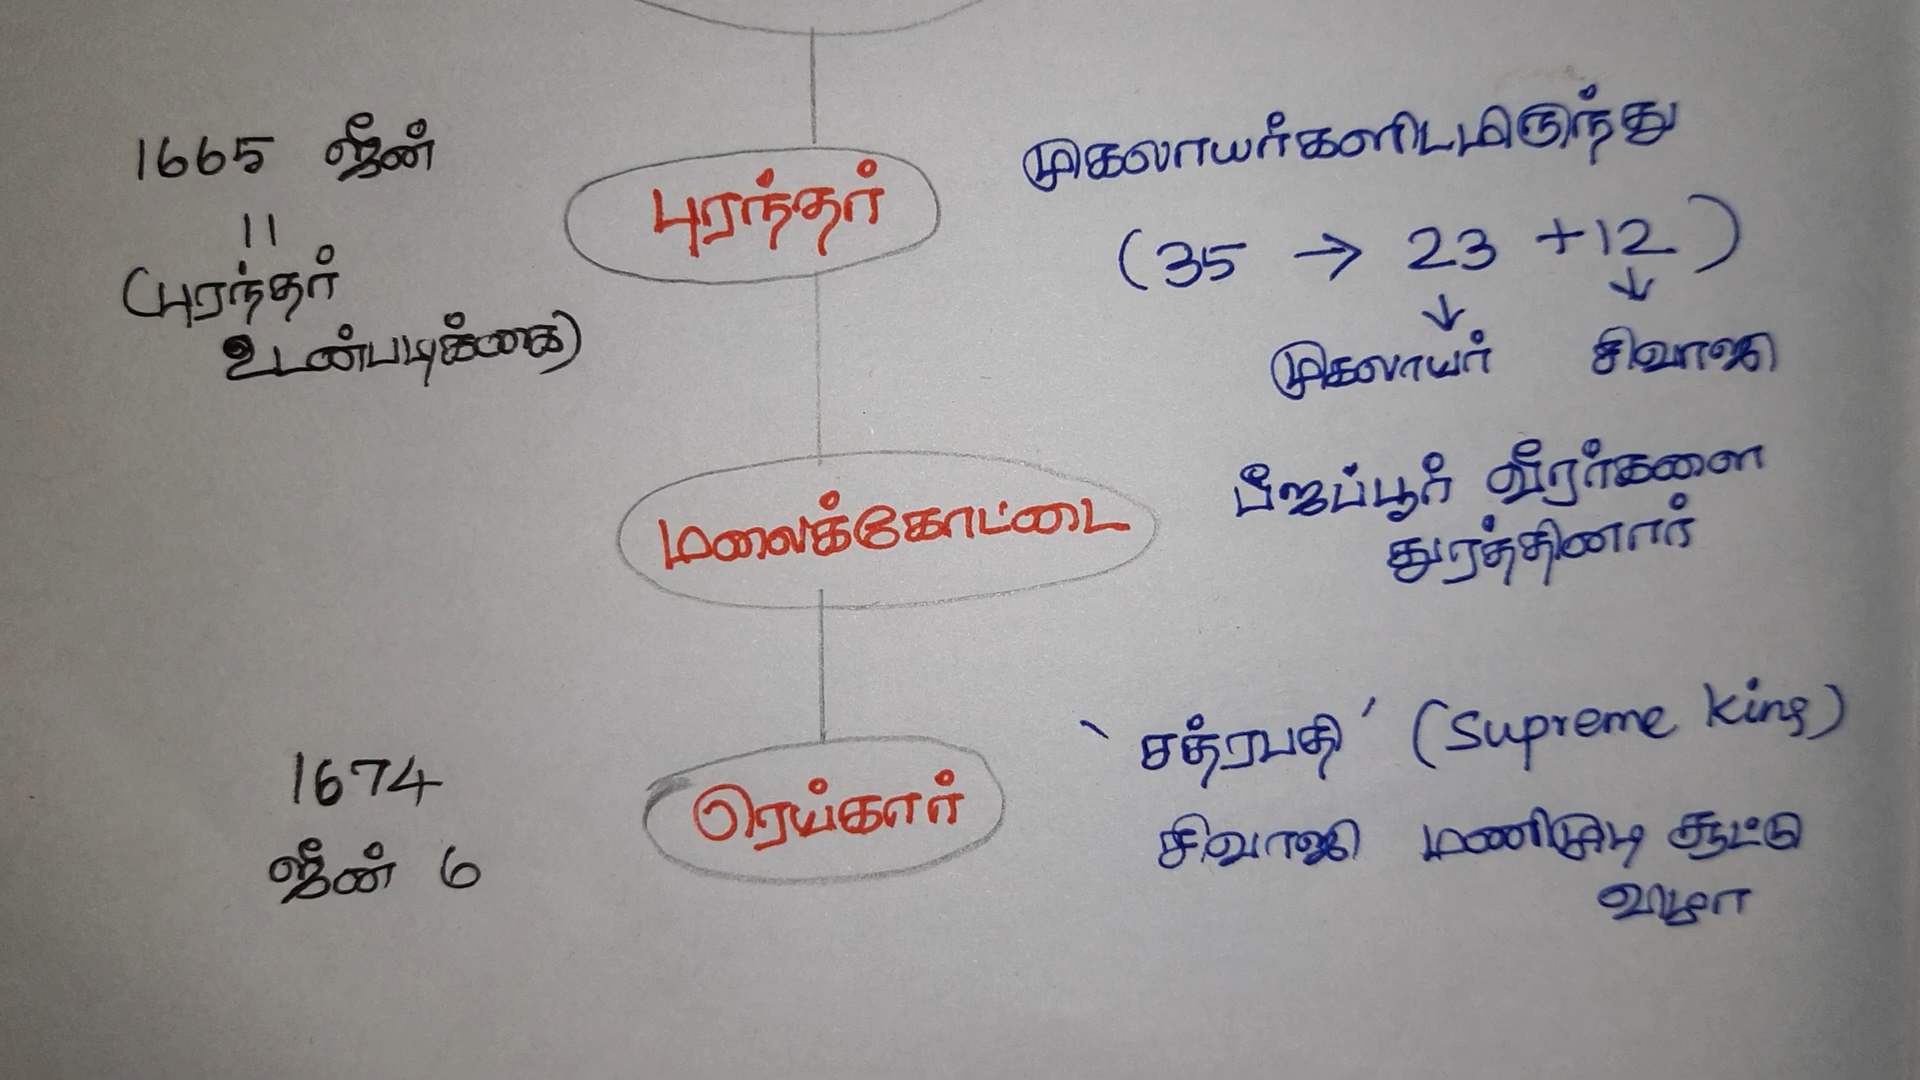 1665 ஜீன்
11
(புரந்தர்
உடன்படிக்கை)
புரந்தர்
முகலாயர்களிடமிருந்து
(35 → 23 +12)
முகலாயர் சிவாஜி
மலைக்கோட்டை
பீஜப்பூர் வீரர்களை
துரத்தினார்
1674
ஜீன் 6
ரெய்கார்
'சத்ரபதி' (Supreme King)
சிவாஜி மணிமுடி சூட்டு
விழா